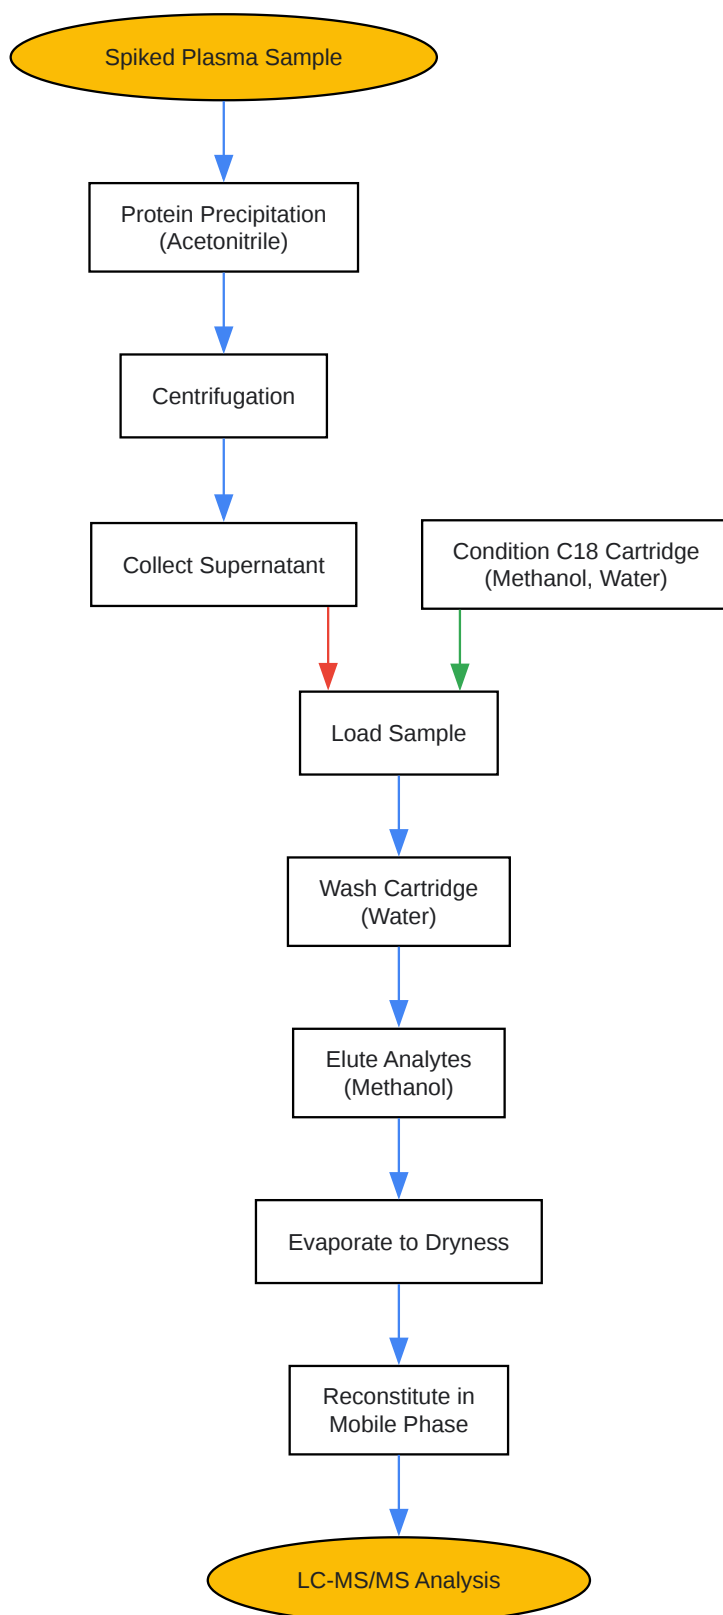 Spiked Plasma Sample
Protein Precipitation
(Acetonitrile)
Centrifugation
Collect Supernatant
Condition C18 Cartridge
(Methanol, Water)
Load Sample
Wash Cartridge
(Water)
Elute Analytes
(Methanol)
Evaporate to Dryness
Reconstitute in
Mobile Phase
LC-MS/MS Analysis